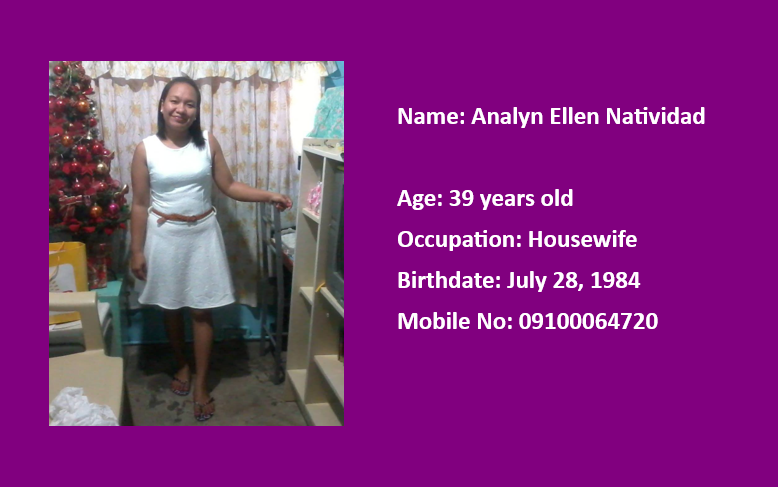 Name: Analyn Ellen Natividad
Age: 39 years old
Occupation: Housewife
Birthdate: July 28, 1984
Mobile No: 09100064720